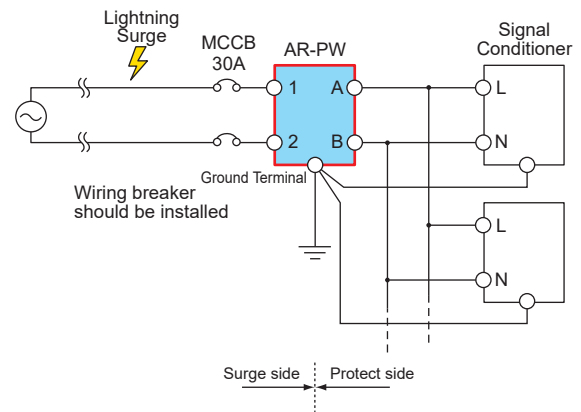 Lightning
Surge
MCCB
30A
AR-PW
Signal
Conditioner
1
A
L
2
B
N
Ground Terminal
Wiring breaker
should be installed
L
N
Surge side
Protect side